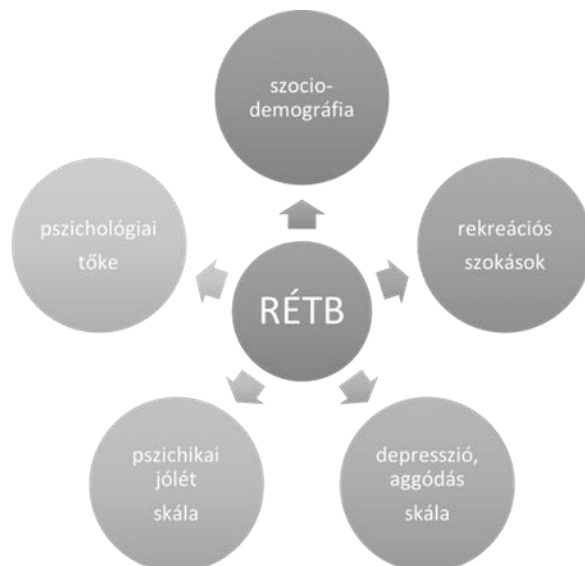 szocio-
demográfia
pszichológiai
tőke
rekreációs
szokások
RÉTB
pszichikai
jólét
skála
depresszió,
aggódás
skála